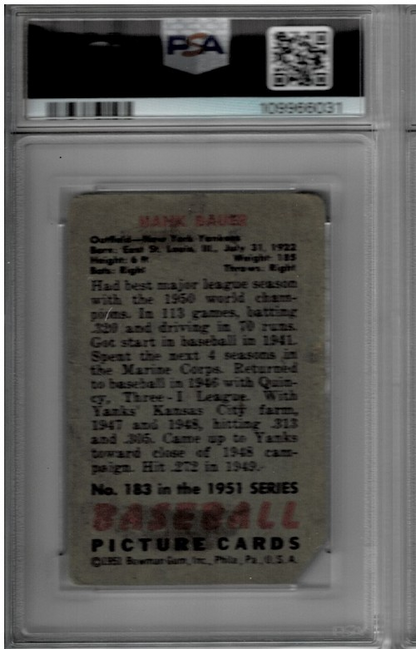 PSA
109966031
HANK BAUER
Outfield—New York Yankees
Born: East St. Louis, Ill., July 31, 1922
Height: 6 ft Weight: 185
Bats: Right Throws: Right
Had best major league season
with the 1950 world cham-
pions. In 113 games, batting
.320 and driving in 70 runs.
Got start in baseball in 1941.
Spent the next 4 seasons in
the Marine Corps. Returned
to baseball in 1946 with Quin-
cy, Three-I League. With
Yanks' Kansas City farm,
1947 and 1948, hitting .313
and .305. Came up to Yanks
toward close of 1948 cam-
paign. Hit .272 in 1949.
No. 183 in the 1951 SERIES
BASEBALL
PICTURE CARDS
©1951 Bowman Gum, Inc., Phila., Pa., U.S.A.